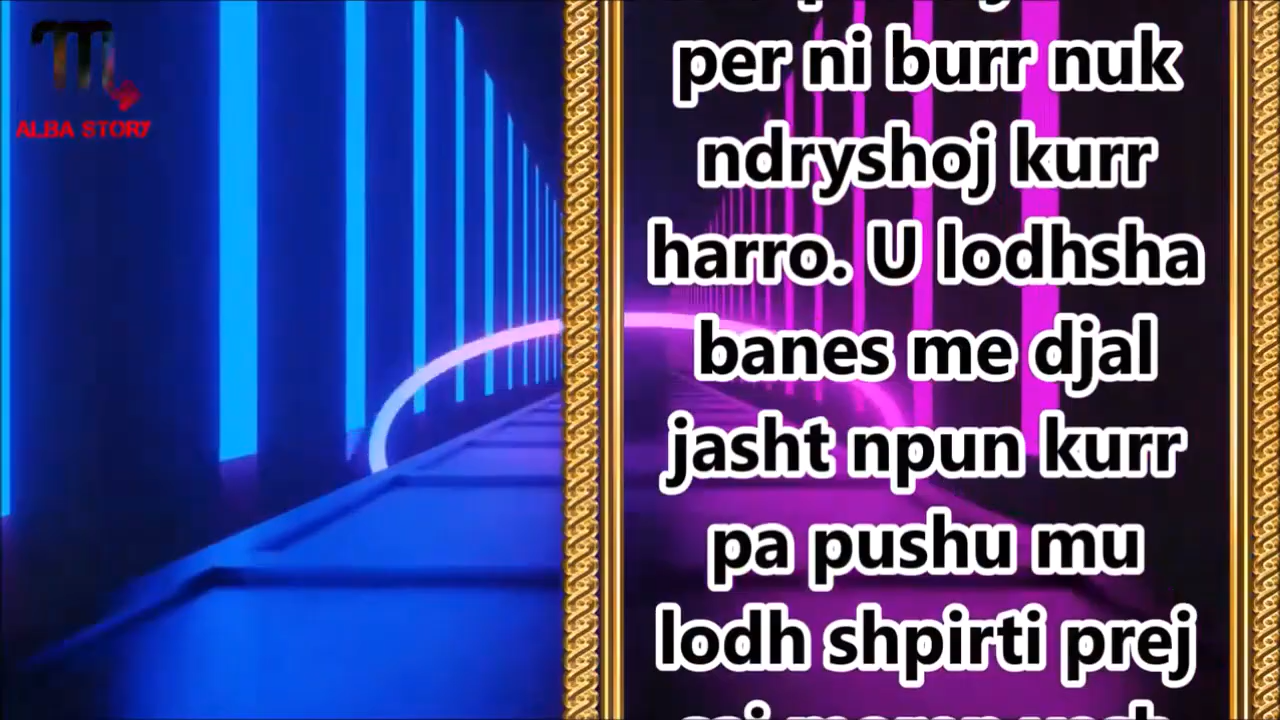 ALBA STORY
per ni burr nuk
ndryshoj kurr
harro. U lodhsha
banes me djal
jasht npun kurr
pa pushu mu
lodh shpirti prej